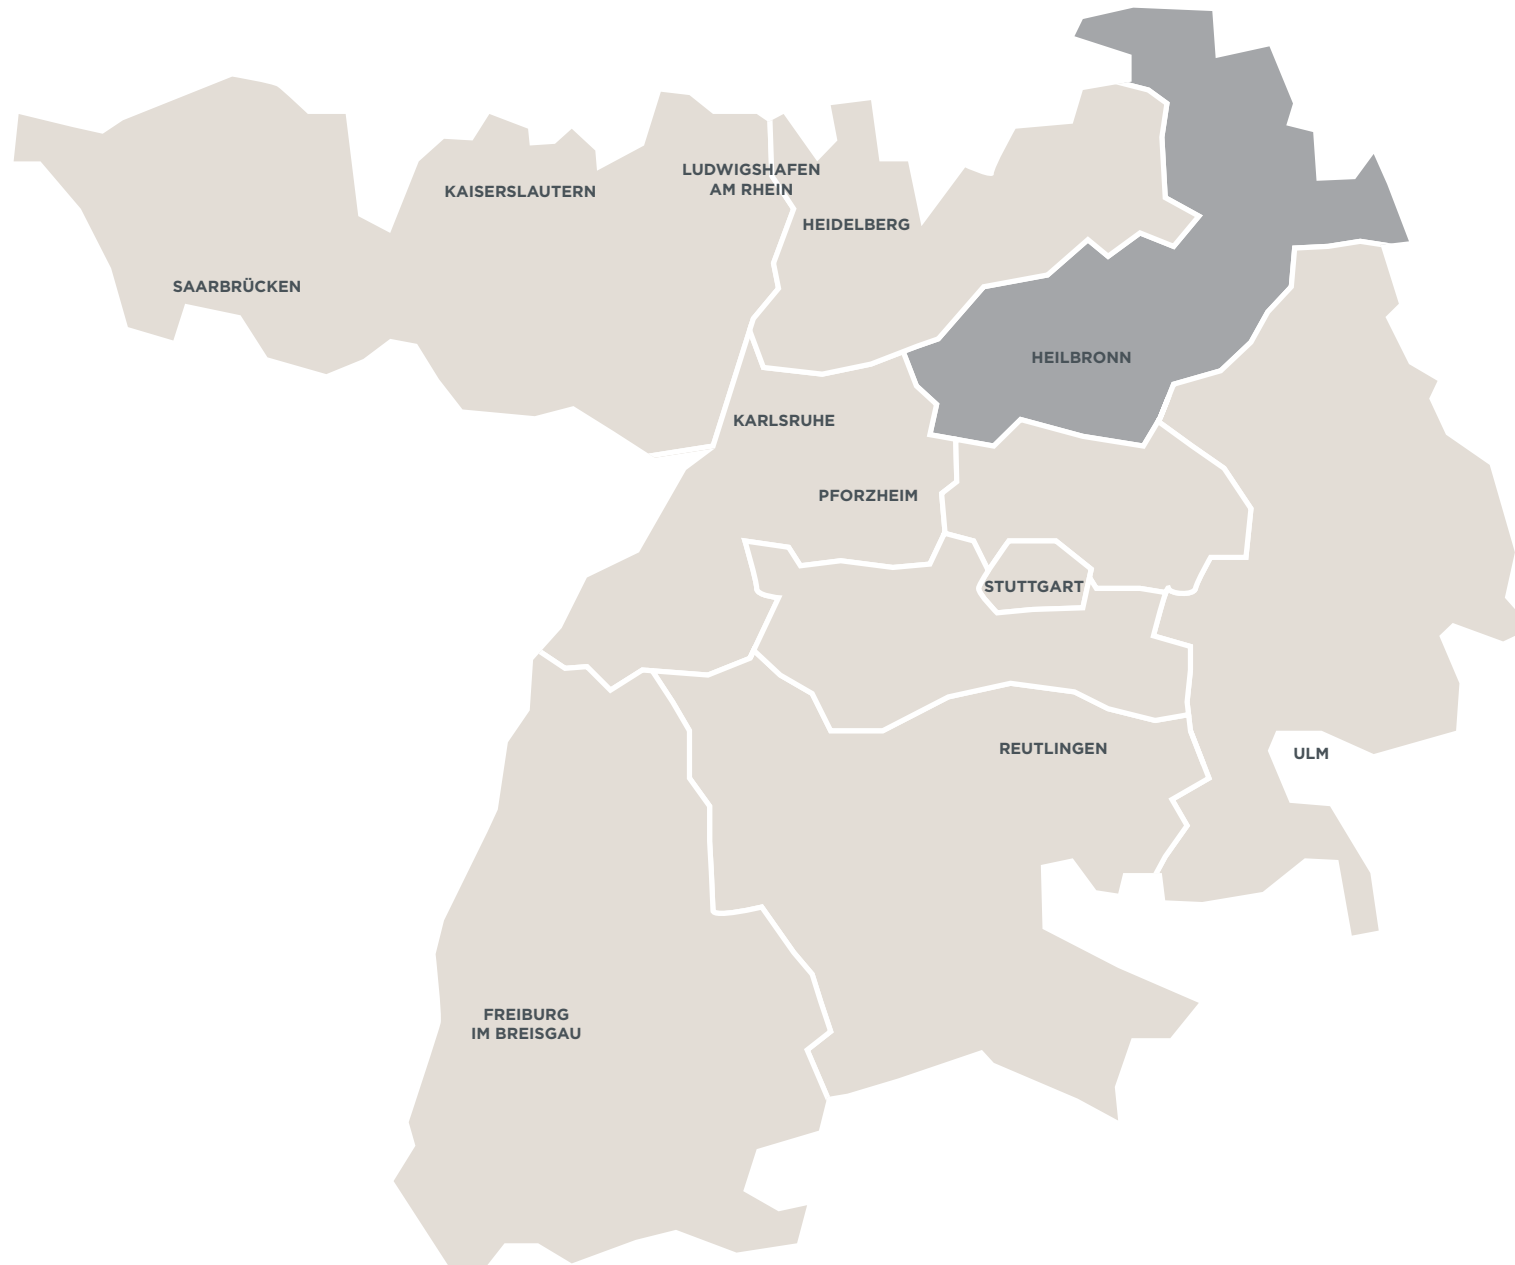 LUDWIGSHAFEN
AM RHEIN
KAISERSLAUTERN
HEIDELBERG
SAARBRÜCKEN
HEILBRONN
KARLSRUHE
PFORZHEIM
STUTTGART
REUTLINGEN
ULM
FREIBURG
IM BREISGAU